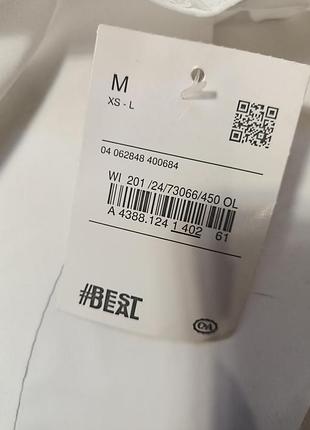 M
XS - L
04 062848 400684
WI 201 /24/73066/450 OL
A 4388.124 1 402 61
#BEST
DEAL
C&A